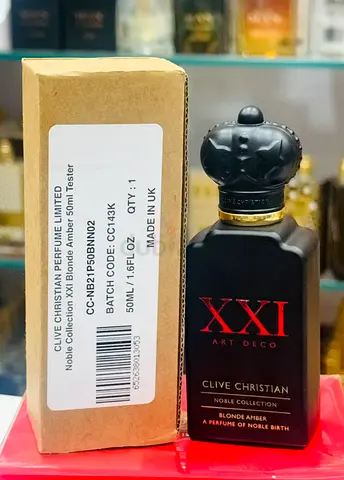 CLIVE CHRISTIAN PERFUME LIMITED
Noble Collection XXI Blonde Amber 50ml Tester
CC-NB21P50BNN02
BATCH CODE: CC143K
50ML / 1.6FL OZ QTY : 1
MADE IN UK
CLIVE CHRISTIAN
XXI
ART DECO
CLIVE CHRISTIAN
NOBLE COLLECTION
BLONDE AMBER
A PERFUME OF NOBLE BIRTH